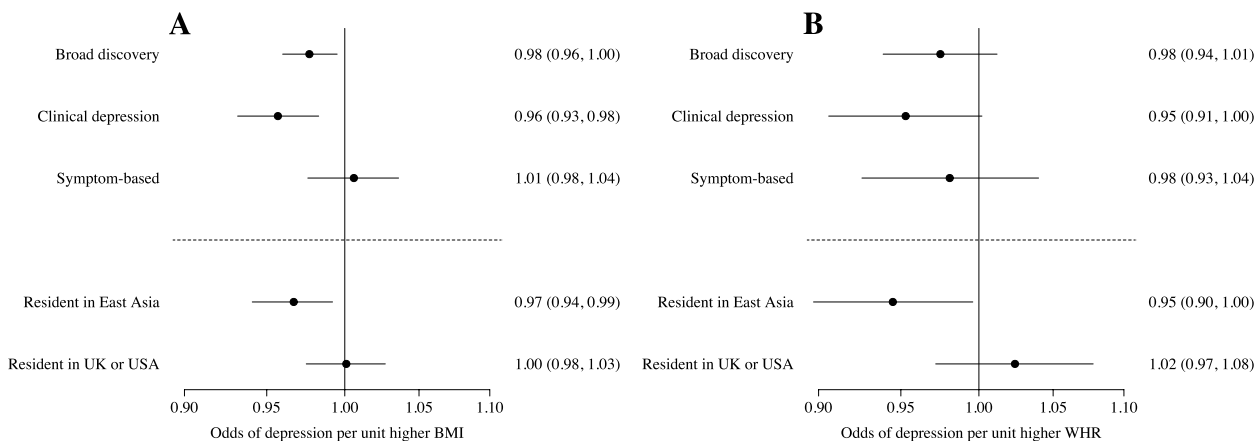 A
Broad discovery 0.98 (0.96, 1.00)
Clinical depression 0.96 (0.93, 0.98)
Symptom-based 1.01 (0.98, 1.04)
Resident in East Asia 0.97 (0.94, 0.99)
Resident in UK or USA 1.00 (0.98, 1.03)
0.90 0.95 1.00 1.05 1.10
Odds of depression per unit higher BMI
B
Broad discovery 0.98 (0.94, 1.01)
Clinical depression 0.95 (0.91, 1.00)
Symptom-based 0.98 (0.93, 1.04)
Resident in East Asia 0.95 (0.90, 1.00)
Resident in UK or USA 1.02 (0.97, 1.08)
0.90 0.95 1.00 1.05 1.10
Odds of depression per unit higher WHR